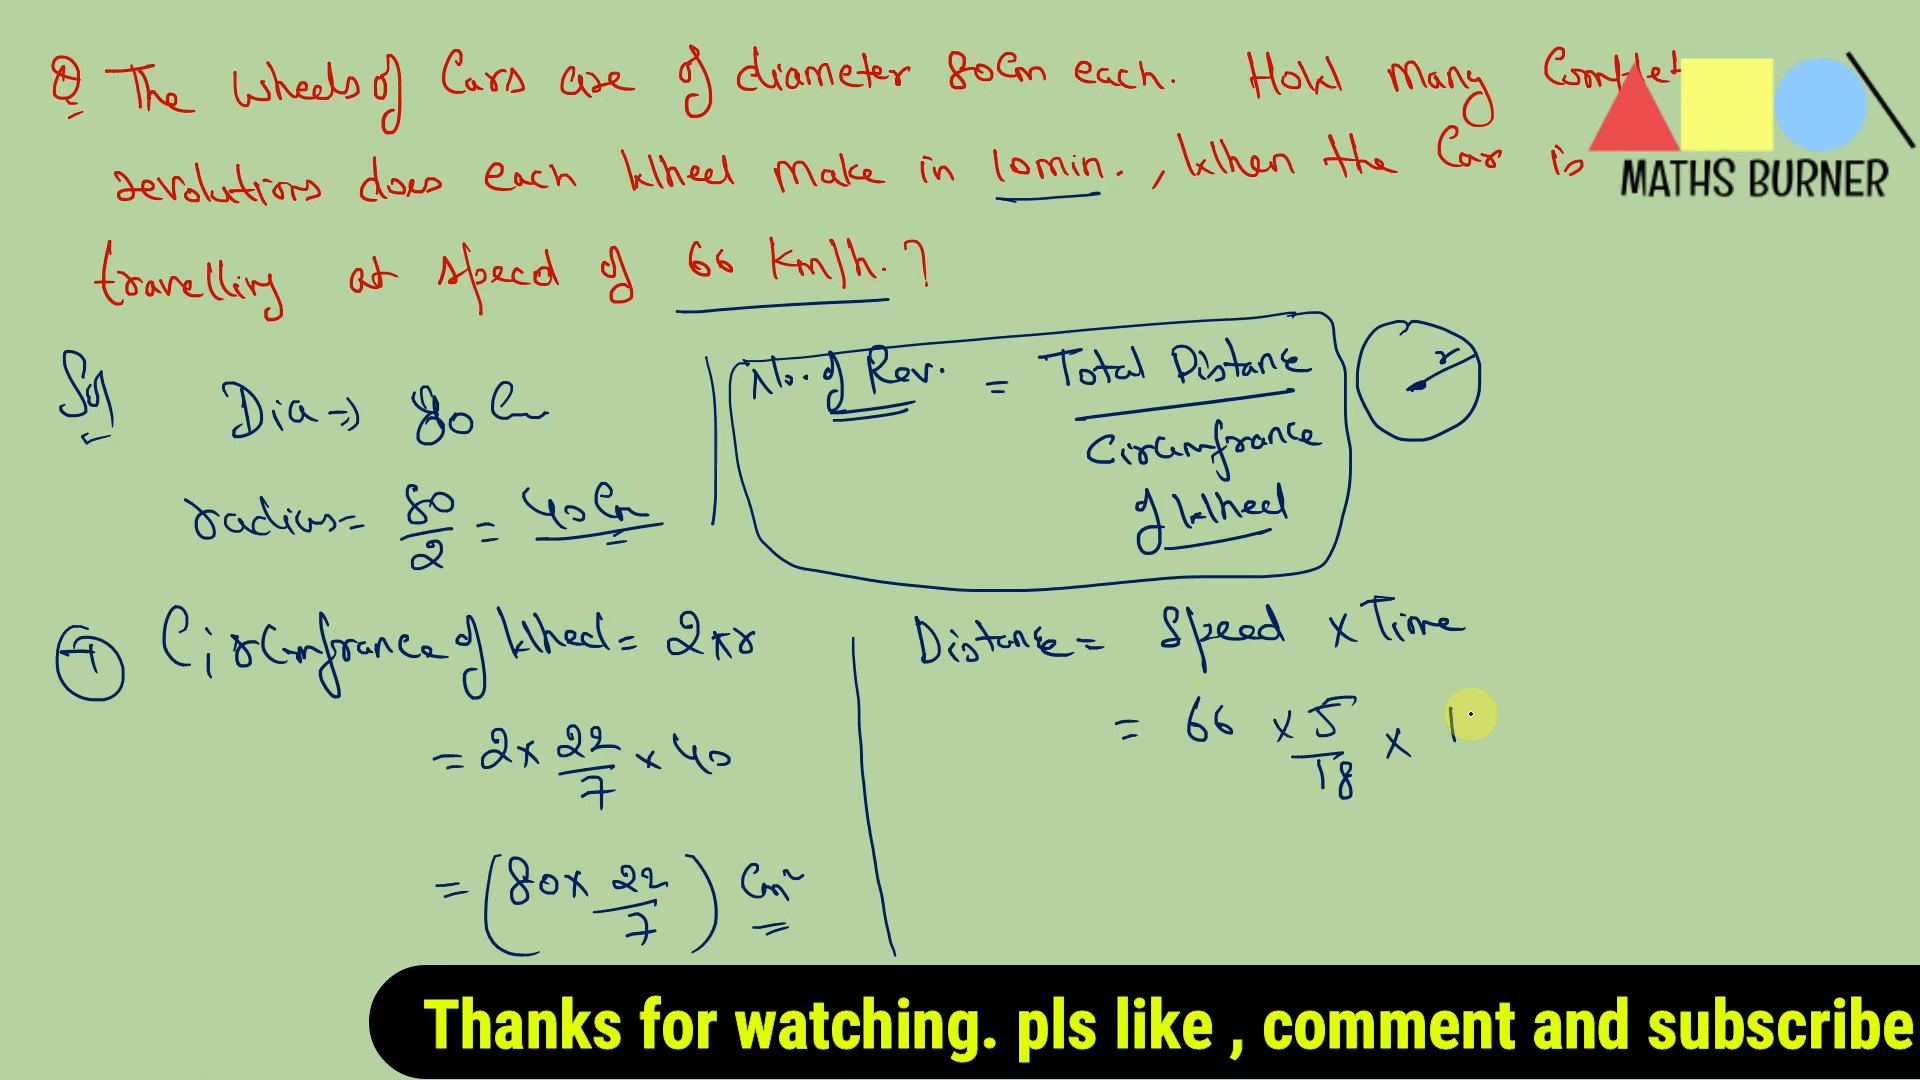 Q The Wheels of Cars are of diameter 80Cm each. How Many Complet
MATHS BURNER
revolutions does each Wheel Make in 10min., When the Car is
travelling at speed of 66 Km/h.?
Sol
Dia ⇒ 80 Cm
radius = 80/2 = 40 Cm
No. of Rev. = Total Distance / Circumfrance of Wheel
r
→ Circumfrance of Wheel = 2πr
= 2 × 22/7 × 40
= (80 × 22/7) Cm²
Distance = Speed × Time
= 66 × 5/18 × 1
Thanks for watching. pls like , comment and subscribe